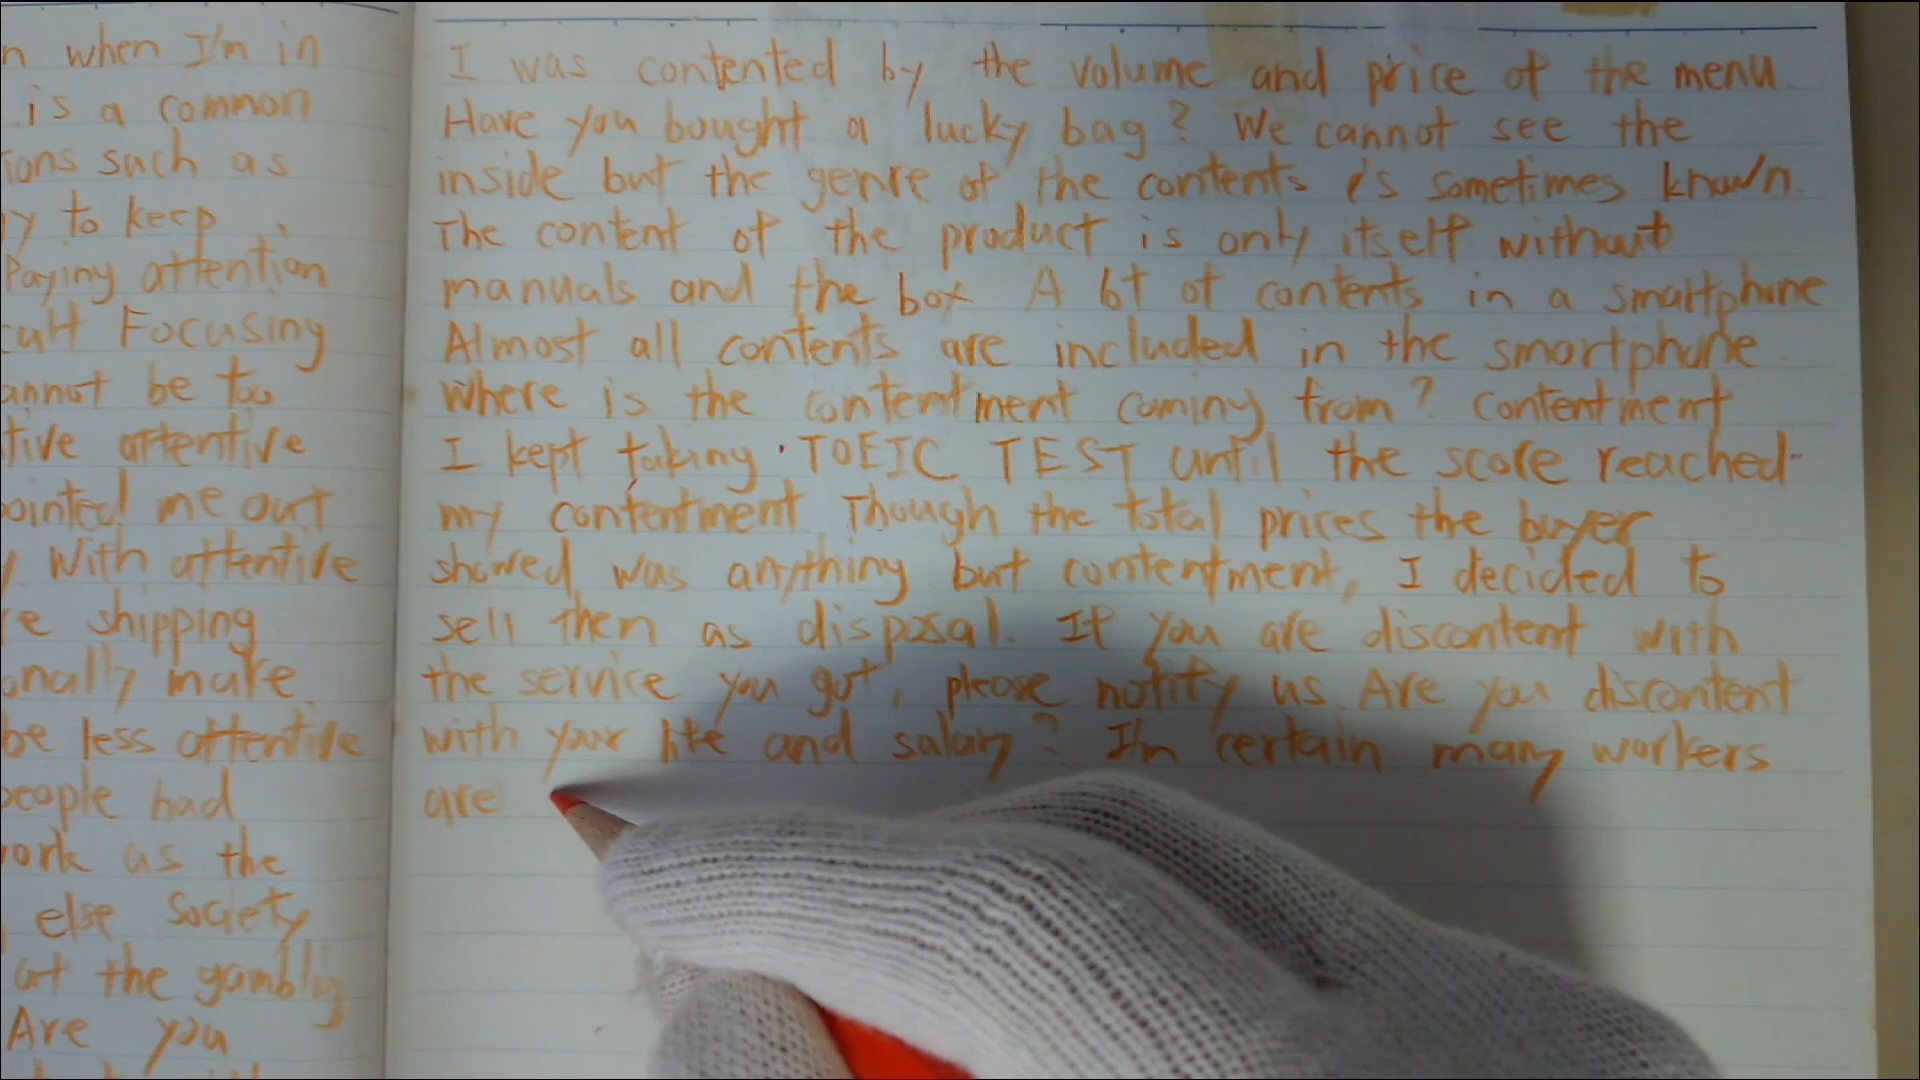 n when I'm in
is a common
ions such as
y to keep
Paying attention
cult Focusing
annot be too
tive attentive
ointed me out
y With attentive
re shipping
onally make
be less attentive
people had
work as the
else society
at the gambling
Are you
I was contented by the volume and price of the menu
Have you bought a lucky bag? We cannot see the
inside but the genre of the contents is sometimes known
The content of the product is only itself without
manuals and the box A lot of contents in a smartphone
Almost all contents are included in the smartphone
Where is the contentment coming from? contentment
I kept taking TOEIC TEST until the score reached
my contentment Though the total prices the buyer
showed was anything but contentment, I decided to
sell then as disposal. If you are discontent with
the service you got, please notify us Are you discontent
with your life and salary? I'm certain many workers
are